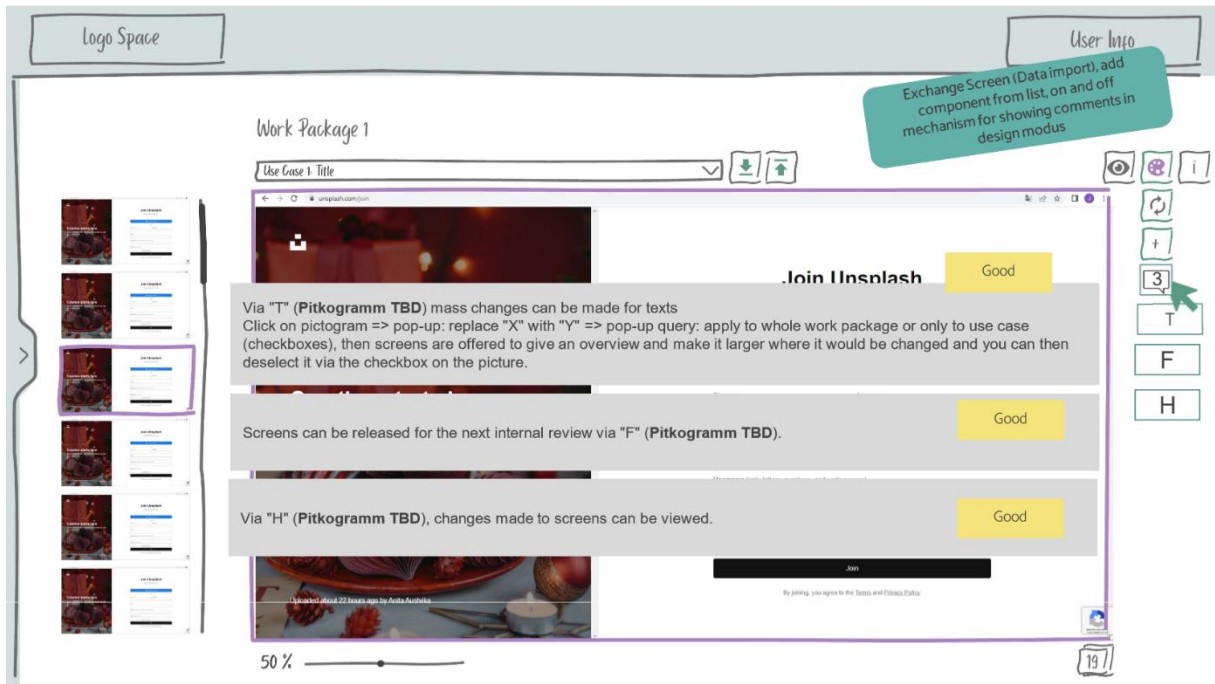 Logo Space
User Info
Exchange Screen (Data import), add
component from list, on and off
mechanism for showing comments in
design modus
Work Package 1
Use Case 1: Title
i
unsplash.com/join
Join Unsplash
Good
+
3
T
F
H
Via "T" (Pitkogramm TBD) mass changes can be made for texts
Click on pictogram => pop-up: replace "X" with "Y" => pop-up query: apply to whole work package or only to use case
(checkboxes), then screens are offered to give an overview and make it larger where it would be changed and you can then
deselect it via the checkbox on the picture.
Screens can be released for the next internal review via "F" (Pitkogramm TBD).
Good
Via "H" (Pitkogramm TBD), changes made to screens can be viewed.
Good
Join
By joining, you agree to the Terms and Privacy Policy
Uploaded about 22 hours ago by Anita Austvika
50 %
19